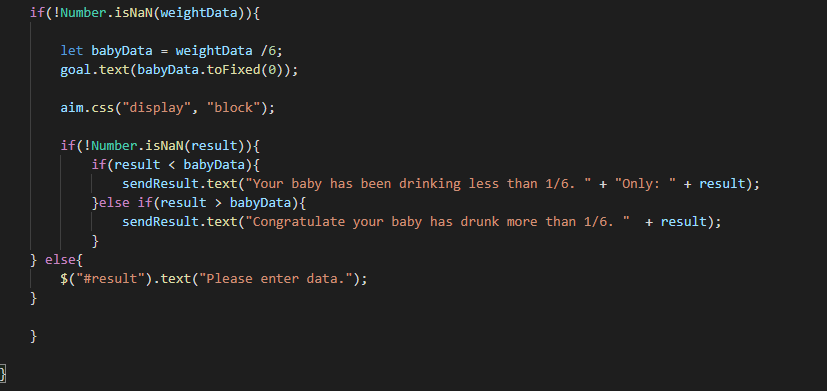 if(!Number.isNaN(weightData)){
let babyData = weightData /6;
goal.text(babyData.toFixed(0));
aim.css("display", "block");
if(!Number.isNaN(result)){
if(result < babyData){
sendResult.text("Your baby has been drinking less than 1/6. " + "Only: " + result);
}else if(result > babyData){
sendResult.text("Congratulate your baby has drunk more than 1/6. "  + result);
}
} else{
$("#result").text("Please enter data.");
}
}
}